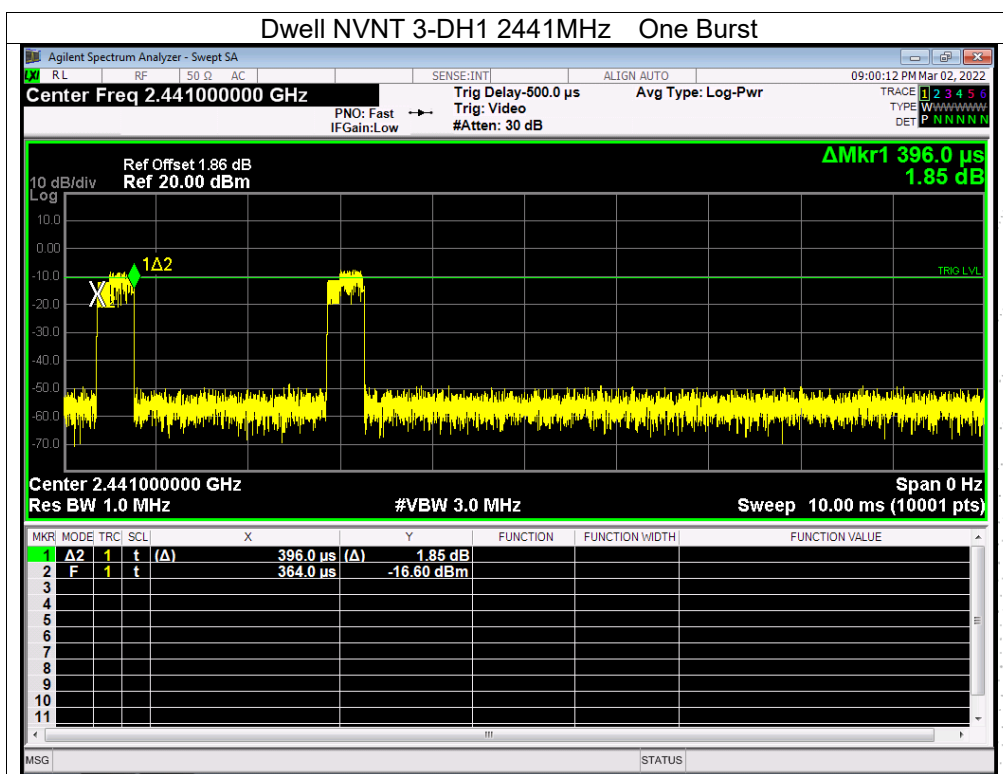 Dwell NVNT 3-DH1 2441MHz One Burst
Agilent Spectrum Analyzer - Swept SA
LXI RL RF 50 Ω AC SENSE:INT ALIGN AUTO 09:00:12 PM Mar 02, 2022
Center Freq 2.441000000 GHz
PNO: Fast
IFGain:Low
Trig Delay-500.0 µs
Trig: Video
#Atten: 30 dB
Avg Type: Log-Pwr
TRACE 1 2 3 4 5 6
TYPE WWWWWWW
DET P N N N N N
ΔMkr1 396.0 µs
1.85 dB
Ref Offset 1.86 dB
10 dB/div Ref 20.00 dBm
Log
10.0
0.00
-10.0
-20.0
-30.0
-40.0
-50.0
-60.0
-70.0
1Δ2
TRIG LVL
X
Center 2.441000000 GHz Span 0 Hz
Res BW 1.0 MHz #VBW 3.0 MHz Sweep 10.00 ms (10001 pts)
MKR MODE TRC SCL X Y FUNCTION FUNCTION WIDTH FUNCTION VALUE
1 Δ2 1 t (Δ) 396.0 µs (Δ) 1.85 dB
2 F 1 t 364.0 µs -16.60 dBm
3
4
5
6
7
8
9
10
11
MSG STATUS